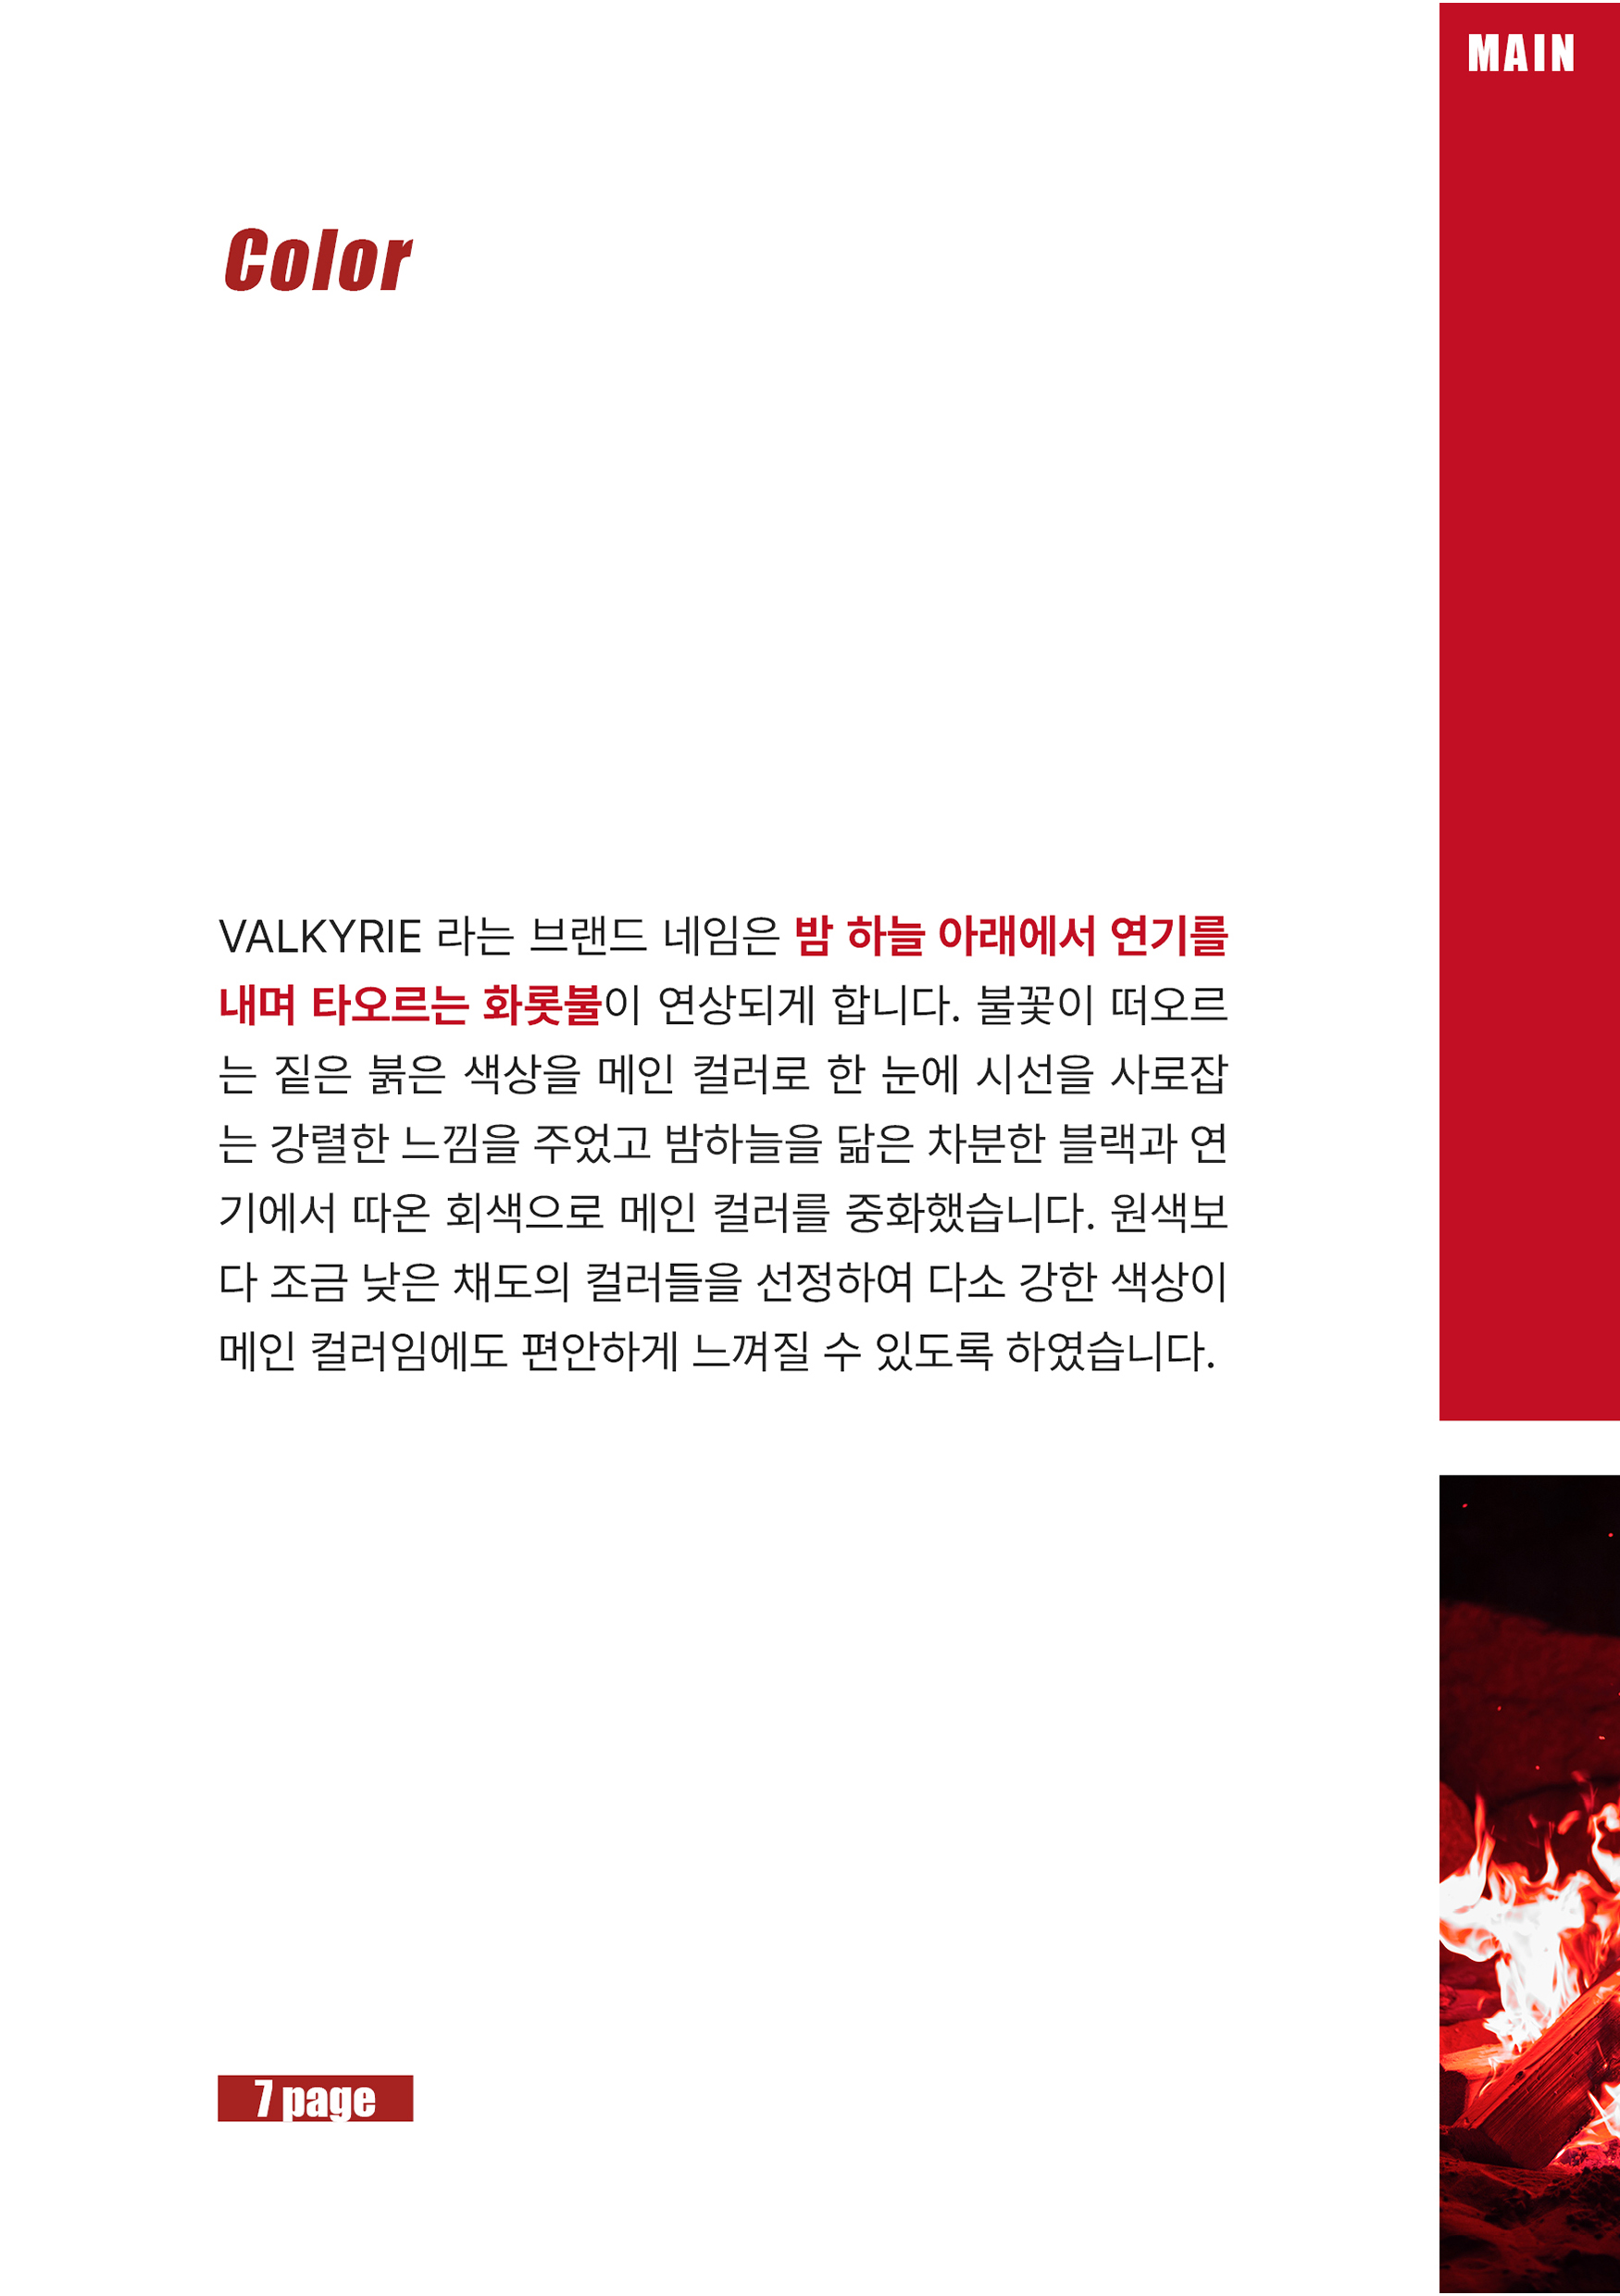 MAIN
Color
VALKYRIE 라는 브랜드 네임은 밤 하늘 아래에서 연기를
내며 타오르는 화롯불이 연상되게 합니다. 불꽃이 떠오르
는 짙은 붉은 색상을 메인 컬러로 한 눈에 시선을 사로잡
는 강렬한 느낌을 주었고 밤하늘을 닮은 차분한 블랙과 연
기에서 따온 회색으로 메인 컬러를 중화했습니다. 원색보
다 조금 낮은 채도의 컬러들을 선정하여 다소 강한 색상이
메인 컬러임에도 편안하게 느껴질 수 있도록 하였습니다.
7 page